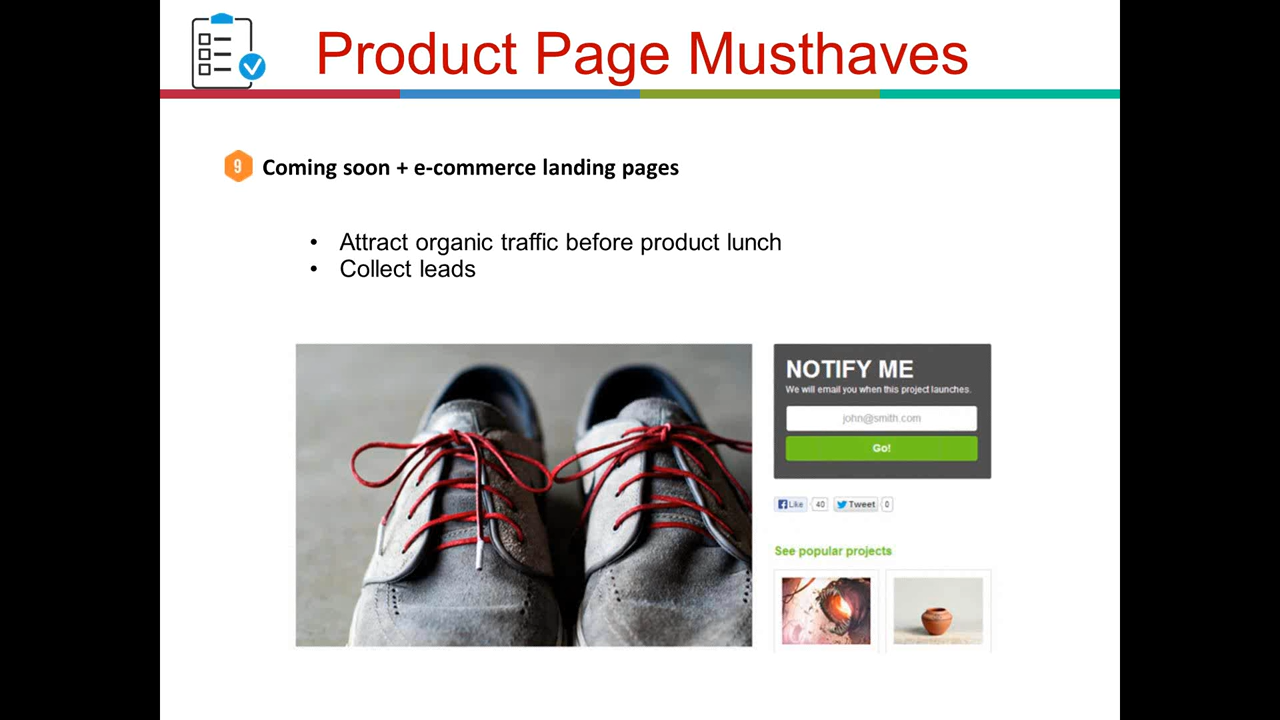 Product Page Musthaves
9 Coming soon + e-commerce landing pages
• Attract organic traffic before product lunch
• Collect leads
NOTIFY ME
We will email you when this project launches.
john@smith.com
Go!
Like 40 Tweet 0
See popular projects